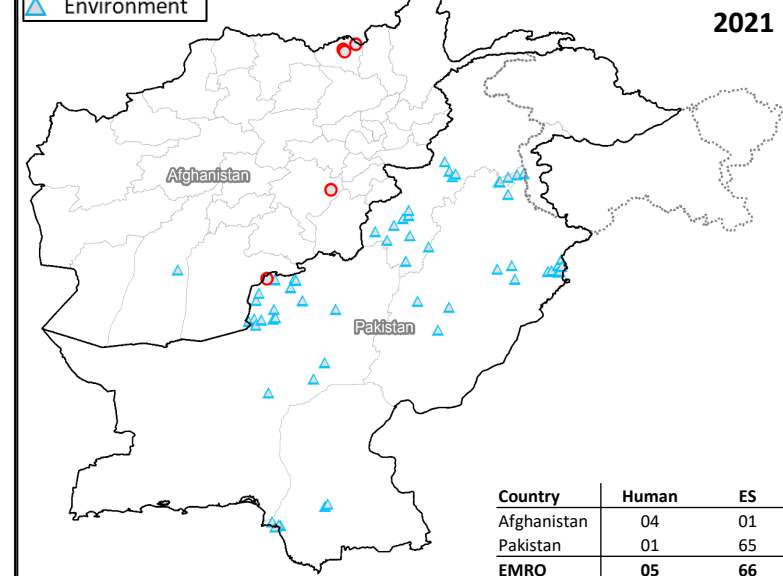 Environment
2021
Afghanistan
Pakistan
Country Human ES
Afghanistan 04 01
Pakistan 01 65
EMRO 05 66